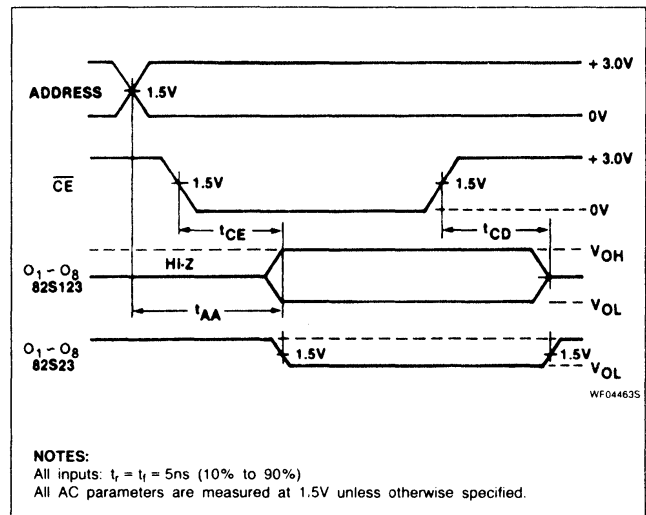 + 3.0V
ADDRESS
1.5V
0V
+ 3.0V
CE
1.5V
1.5V
0V
tCE
tCD
VOH
O1 – O8
82S123
Hi-Z
tAA
VOL
O1 – O8
82S23
1.5V
1.5V
VOL
WF04463S
NOTES:
All inputs: tr = tf = 5ns (10% to 90%)
All AC parameters are measured at 1.5V unless otherwise specified.